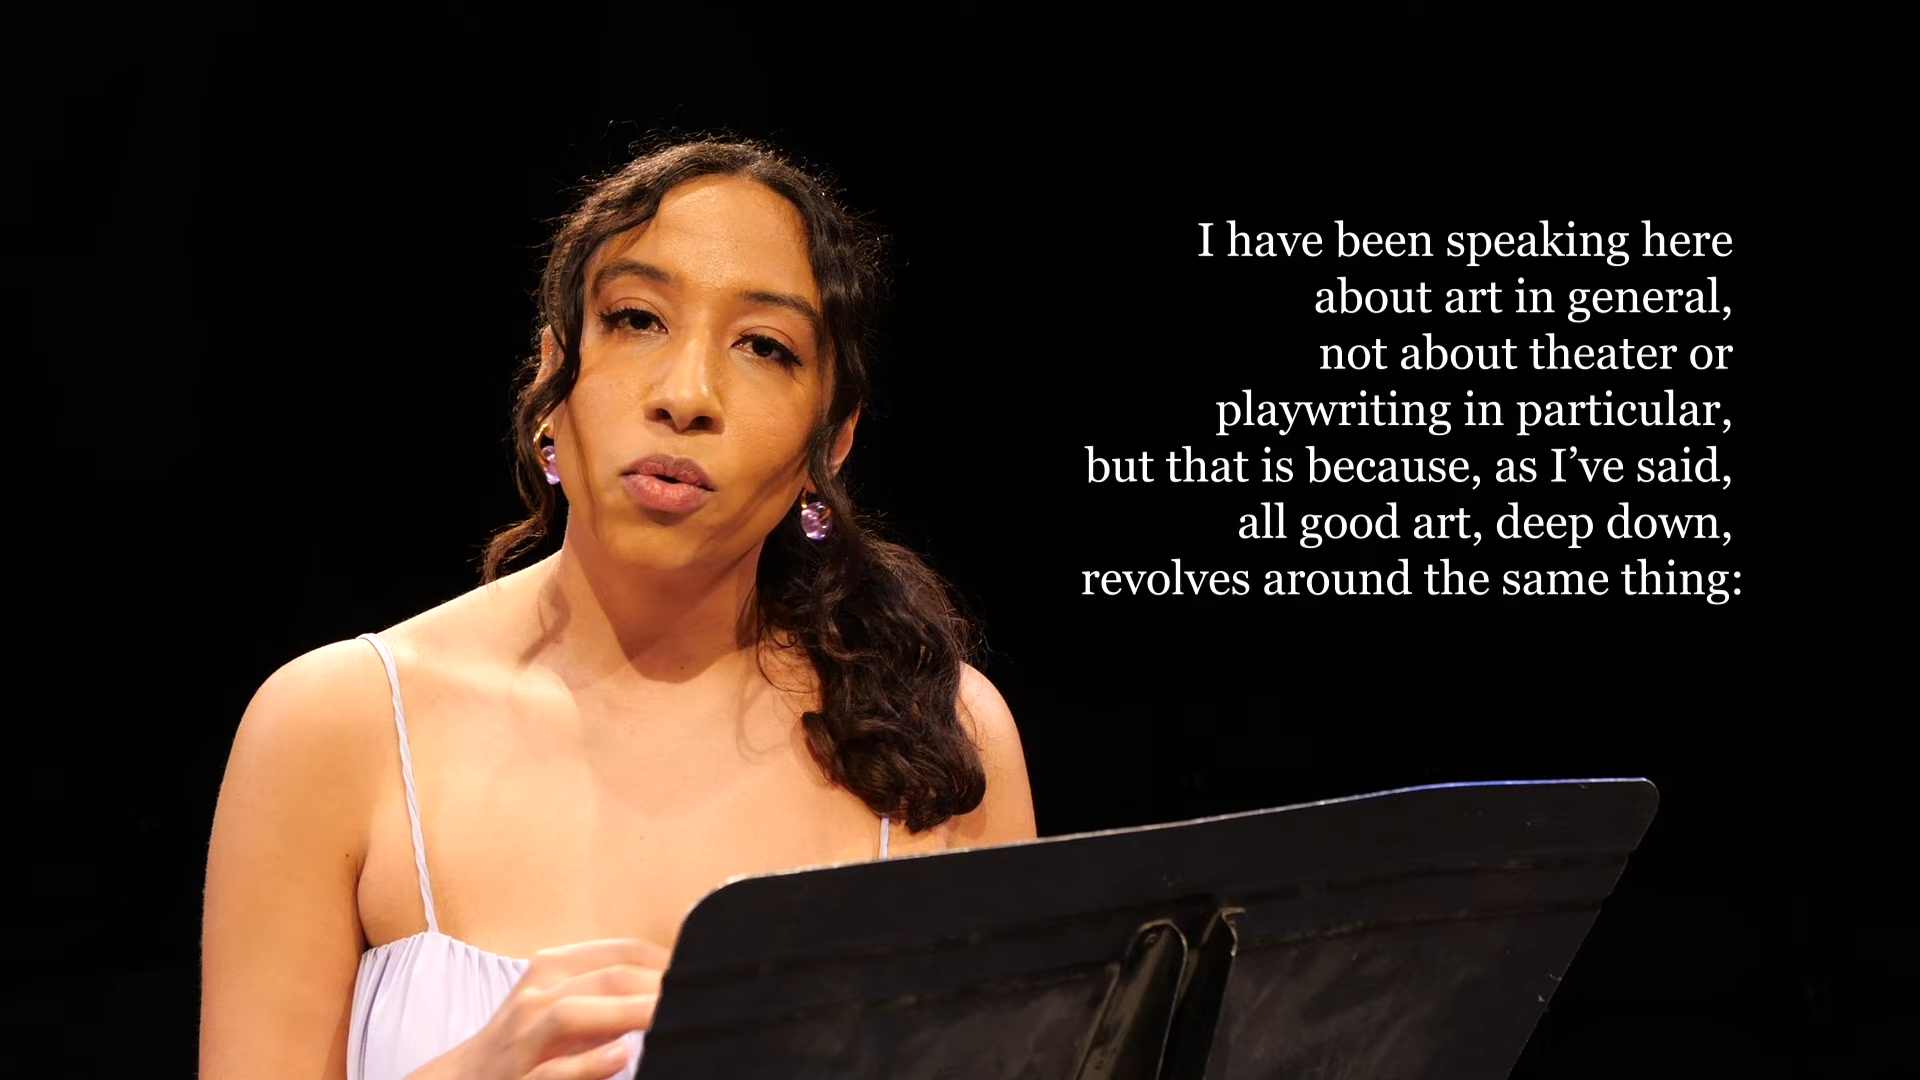 I have been speaking here
about art in general,
not about theater or
playwriting in particular,
but that is because, as I’ve said,
all good art, deep down,
revolves around the same thing: